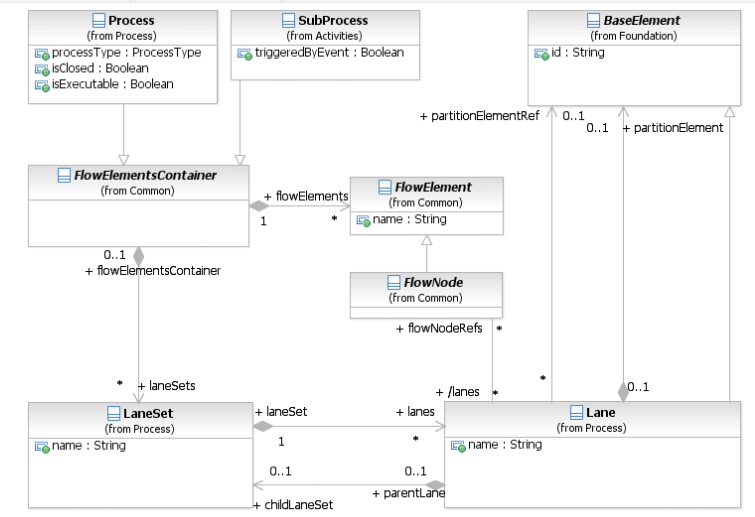 Process
(from Process)
processType : ProcessType
isClosed : Boolean
isExecutable : Boolean
SubProcess
(from Activities)
triggeredByEvent : Boolean
BaseElement
(from Foundation)
id : String
+ partitionElementRef
0..1
0..1
+ partitionElement
FlowElementsContainer
(from Common)
+ flowElements
1
*
FlowElement
(from Common)
name : String
0..1
+ flowElementsContainer
FlowNode
(from Common)
+ flowNodeRefs
*
*
+ laneSets
+ /lanes
*
*
0..1
LaneSet
(from Process)
name : String
+ laneSet
+ lanes
1
*
Lane
(from Process)
name : String
0..1
0..1
+ parentLane
+ childLaneSet